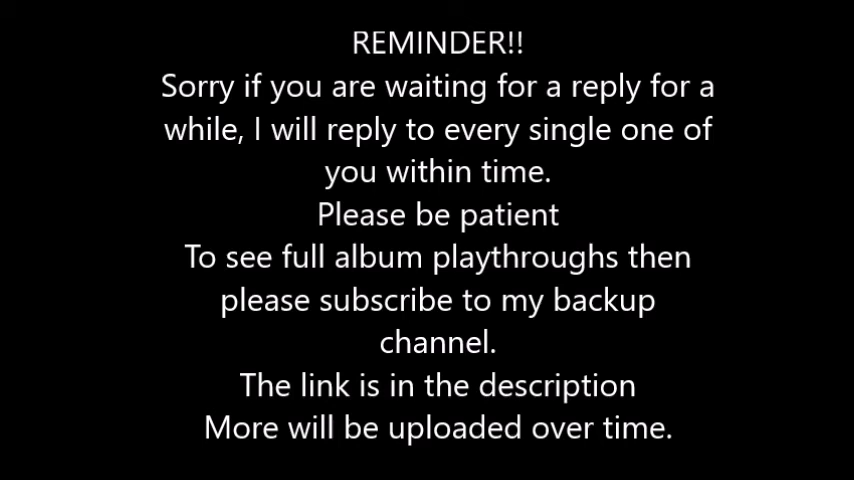 REMINDER!!
Sorry if you are waiting for a reply for a
while, I will reply to every single one of
you within time.
Please be patient
To see full album playthroughs then
please subscribe to my backup
channel.
The link is in the description
More will be uploaded over time.